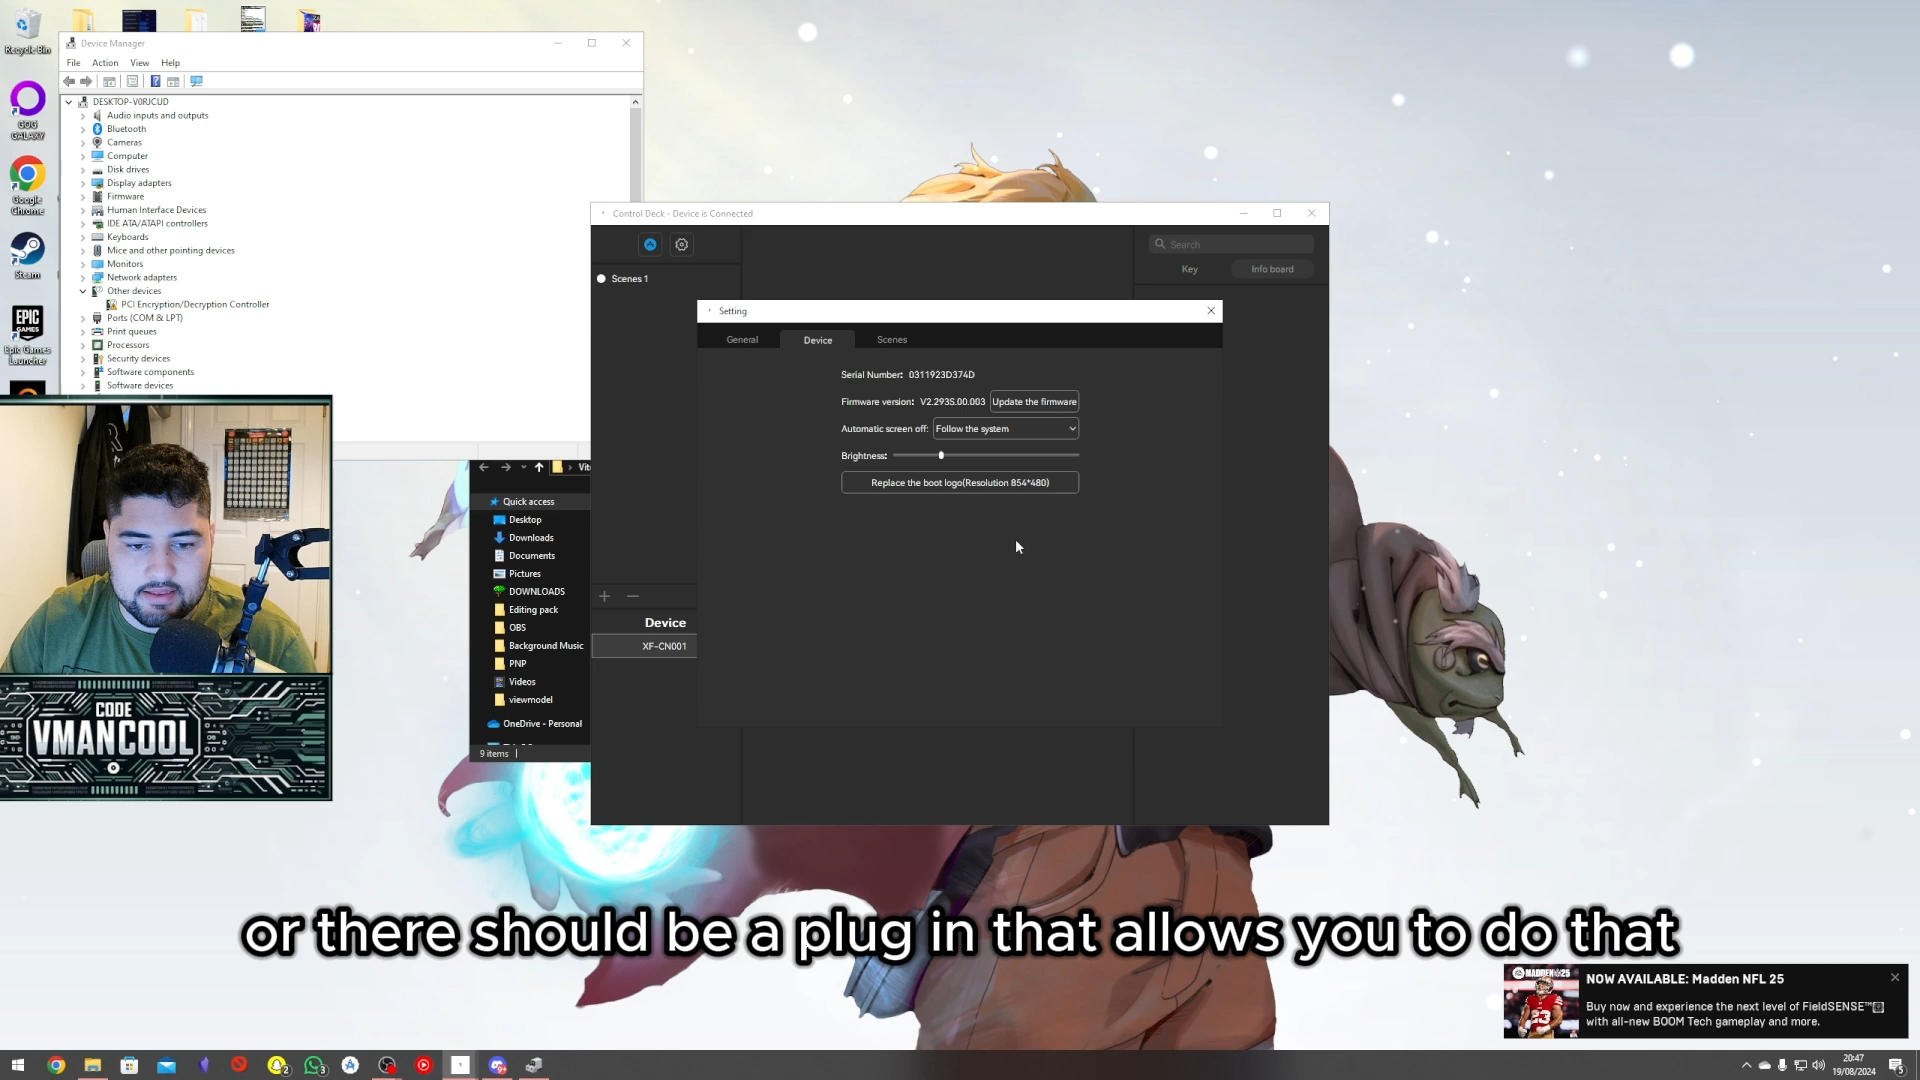 Recycle Bin
Device Manager
File Action View Help
DESKTOP-V0RJCUD
Audio inputs and outputs
Bluetooth
Cameras
Computer
Disk drives
Display adapters
Firmware
Human Interface Devices
IDE ATA/ATAPI controllers
Keyboards
Mice and other pointing devices
Monitors
Network adapters
Other devices
PCI Encryption/Decryption Controller
Ports (COM & LPT)
Print queues
Processors
Security devices
Software components
Software devices
GOG GALAXY
Google Chrome
Steam
EPIC GAMES
Epic Games Launcher
Control Deck - Device is Connected
Search
Key Info board
Scenes 1
Setting
General Device Scenes
Serial Number: 0311923D374D
Firmware version: V2.293S.00.003 Update the firmware
Automatic screen off: Follow the system
Brightness:
Replace the boot logo(Resolution 854*480)
Device
XF-CN001
Quick access
Desktop
Downloads
Documents
Pictures
DOWNLOADS
Editing pack
OBS
Background Music
PNP
Videos
viewmodel
OneDrive - Personal
9 items
CODE
VMANCOOL
or there should be a plug in that allows you to do that
NOW AVAILABLE: Madden NFL 25
Buy now and experience the next level of FieldSENSE™
with all-new BOOM Tech gameplay and more.
20:47
19/08/2024